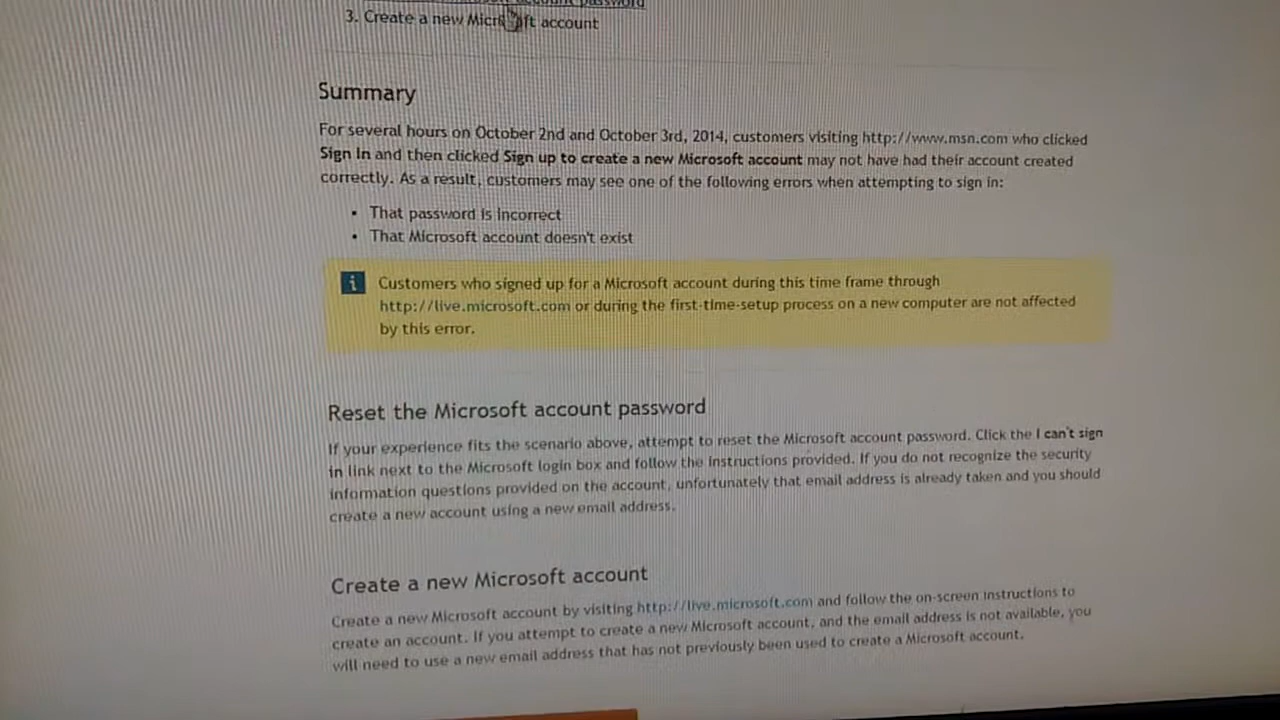 password
3. Create a new Microsoft account
Summary
For several hours on October 2nd and October 3rd, 2014, customers visiting http://www.msn.com who clicked
Sign In and then clicked Sign up to create a new Microsoft account may not have had their account created
correctly. As a result, customers may see one of the following errors when attempting to sign in:
• That password is incorrect
• That Microsoft account doesn't exist
i Customers who signed up for a Microsoft account during this time frame through
http://live.microsoft.com or during the first-time-setup process on a new computer are not affected
by this error.
Reset the Microsoft account password
If your experience fits the scenario above, attempt to reset the Microsoft account password. Click the I can't sign
in link next to the Microsoft login box and follow the instructions provided. If you do not recognize the security
information questions provided on the account, unfortunately that email address is already taken and you should
create a new account using a new email address.
Create a new Microsoft account
Create a new Microsoft account by visiting http://live.microsoft.com and follow the on-screen instructions to
create an account. If you attempt to create a new Microsoft account, and the email address is not available, you
will need to use a new email address that has not previously been used to create a Microsoft account.